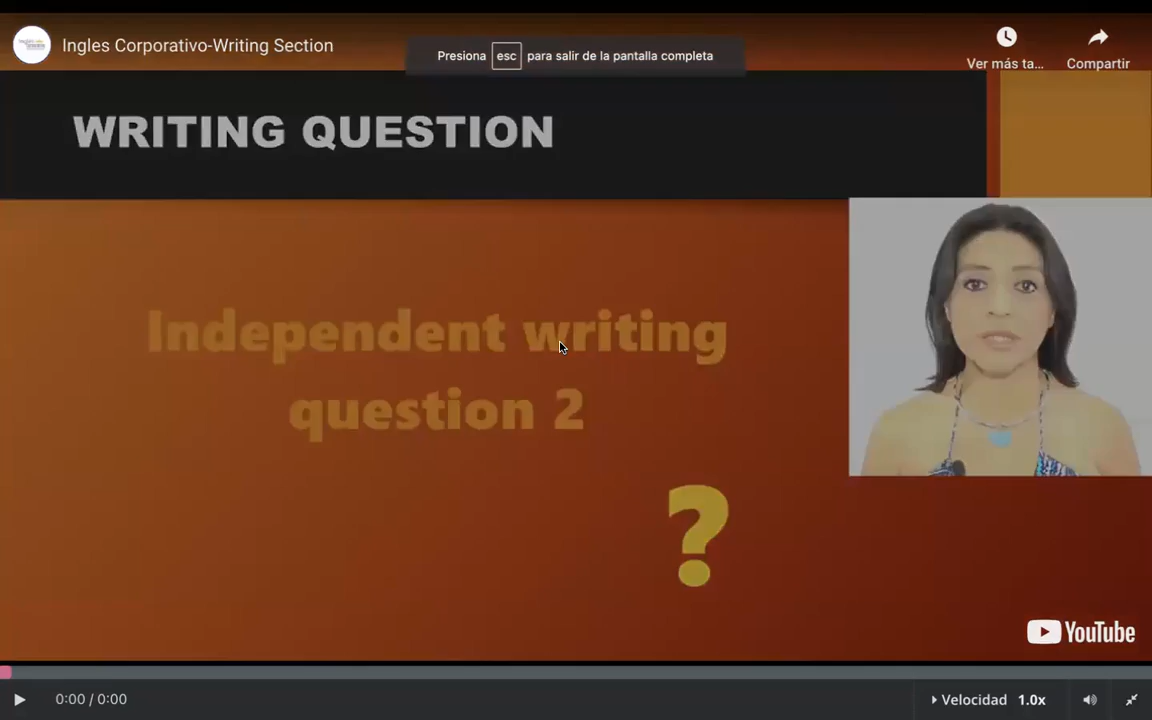 Ingles Corporativo-Writing Section
Presiona esc para salir de la pantalla completa
Ver más ta...
Compartir
WRITING QUESTION
Independent writing
question 2
?
YouTube
0:00 / 0:00
Velocidad 1.0x